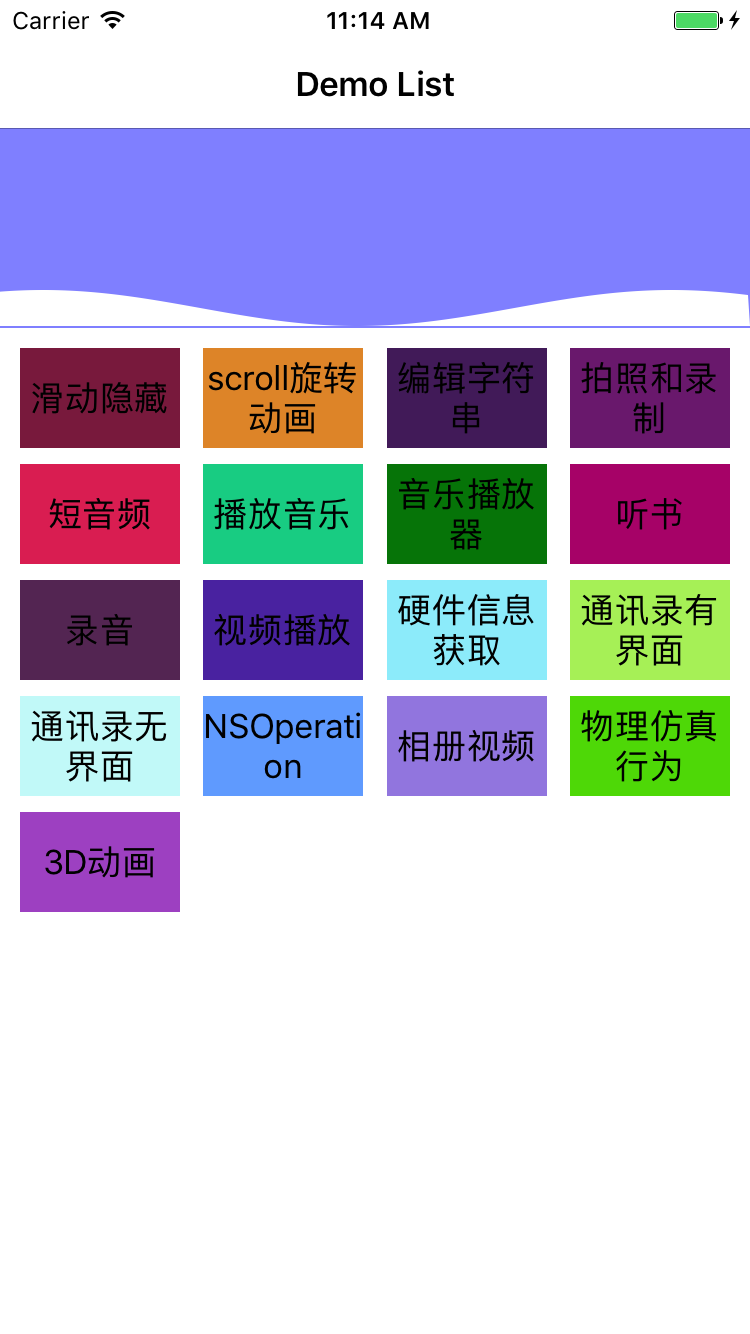 Carrier 11:14 AM
Demo List
滑动隐藏
scroll旋转
动画
编辑字符
串
拍照和录
制
短音频
播放音乐
音乐播放
器
听书
录音
视频播放
硬件信息
获取
通讯录有
界面
通讯录无
界面
NSOperati
on
相册视频
物理仿真
行为
3D动画